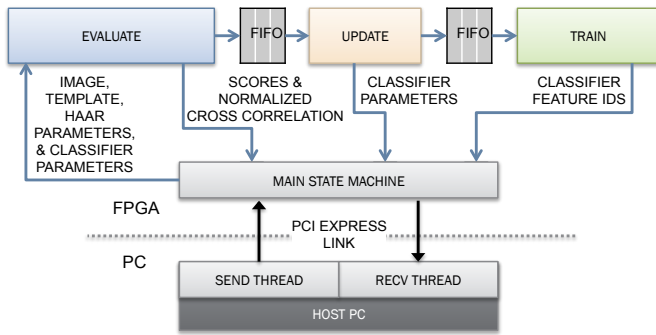 EVALUATE
FIFO
UPDATE
FIFO
TRAIN
IMAGE,
TEMPLATE,
HAAR
PARAMETERS,
& CLASSIFIER
PARAMETERS
SCORES &
NORMALIZED
CROSS CORRELATION
CLASSIFIER
PARAMETERS
CLASSIFIER
FEATURE IDS
MAIN STATE MACHINE
FPGA
PCI EXPRESS
LINK
PC
SEND THREAD
RECV THREAD
HOST PC